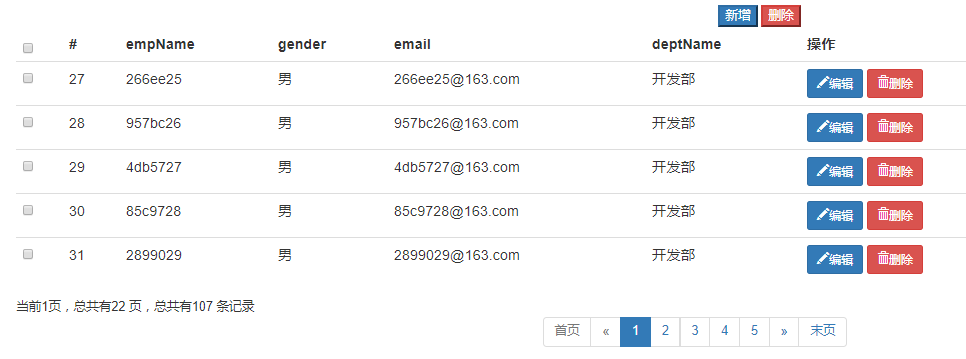 新增 删除
# empName gender email deptName 操作
27 266ee25 男 266ee25@163.com 开发部 编辑 删除
28 957bc26 男 957bc26@163.com 开发部 编辑 删除
29 4db5727 男 4db5727@163.com 开发部 编辑 删除
30 85c9728 男 85c9728@163.com 开发部 编辑 删除
31 2899029 男 2899029@163.com 开发部 编辑 删除
当前1页，总共有22 页，总共有107 条记录
首页 « 1 2 3 4 5 » 末页